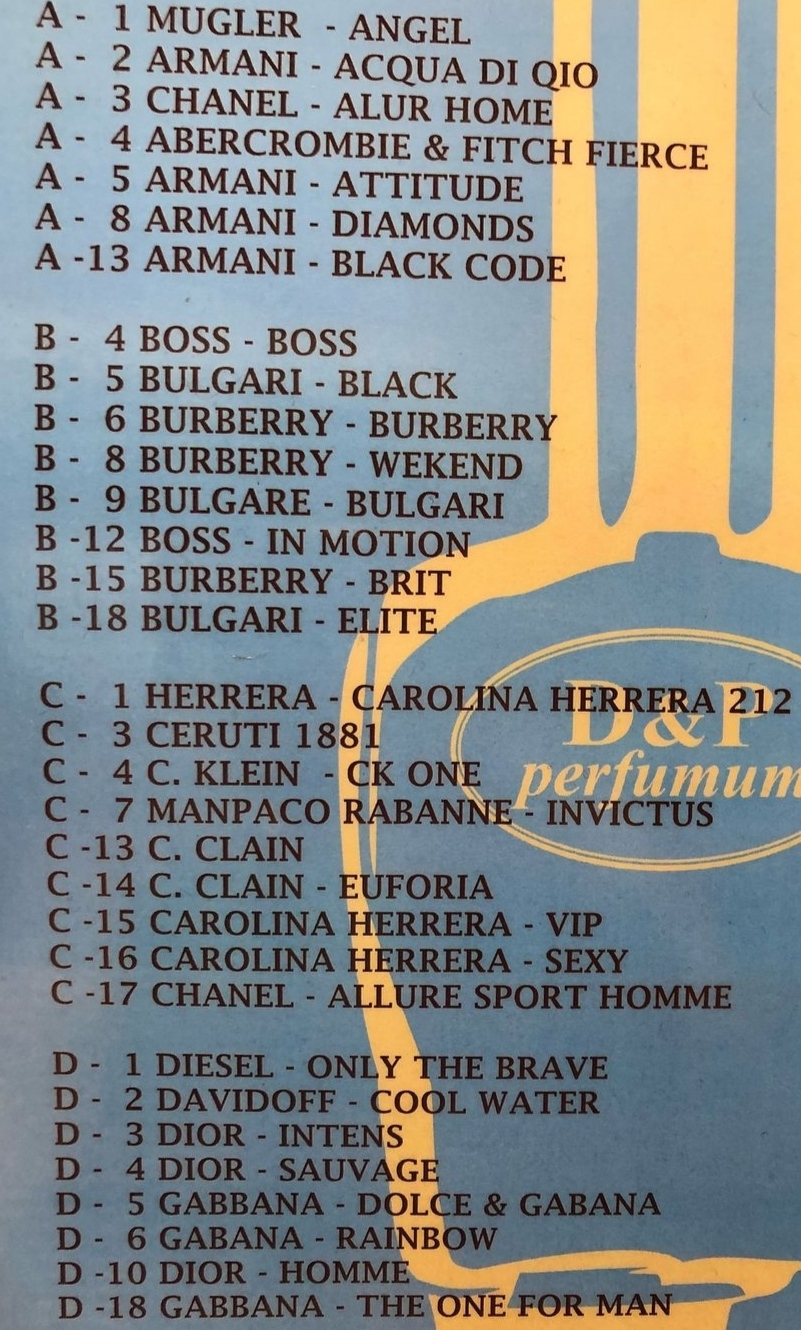 A - 1 MUGLER - ANGEL
A - 2 ARMANI - ACQUA DI QIO
A - 3 CHANEL - ALUR HOME
A - 4 ABERCROMBIE & FITCH FIERCE
A - 5 ARMANI - ATTITUDE
A - 8 ARMANI - DIAMONDS
A -13 ARMANI - BLACK CODE
B - 4 BOSS - BOSS
B - 5 BULGARI - BLACK
B - 6 BURBERRY - BURBERRY
B - 8 BURBERRY - WEKEND
B - 9 BULGARE - BULGARI
B -12 BOSS - IN MOTION
B -15 BURBERRY - BRIT
B -18 BULGARI - ELITE
C - 1 HERRERA - CAROLINA HERRERA 212
C - 3 CERUTI 1881
C - 4 C. KLEIN - CK ONE
C - 7 MANPACO RABANNE - INVICTUS
C -13 C. CLAIN
C -14 C. CLAIN - EUFORIA
C -15 CAROLINA HERRERA - VIP
C -16 CAROLINA HERRERA - SEXY
C -17 CHANEL - ALLURE SPORT HOMME
D - 1 DIESEL - ONLY THE BRAVE
D - 2 DAVIDOFF - COOL WATER
D - 3 DIOR - INTENS
D - 4 DIOR - SAUVAGE
D - 5 GABBANA - DOLCE & GABANA
D - 6 GABANA - RAINBOW
D -10 DIOR - HOMME
D -18 GABBANA - THE ONE FOR MAN
D&P
perfumum